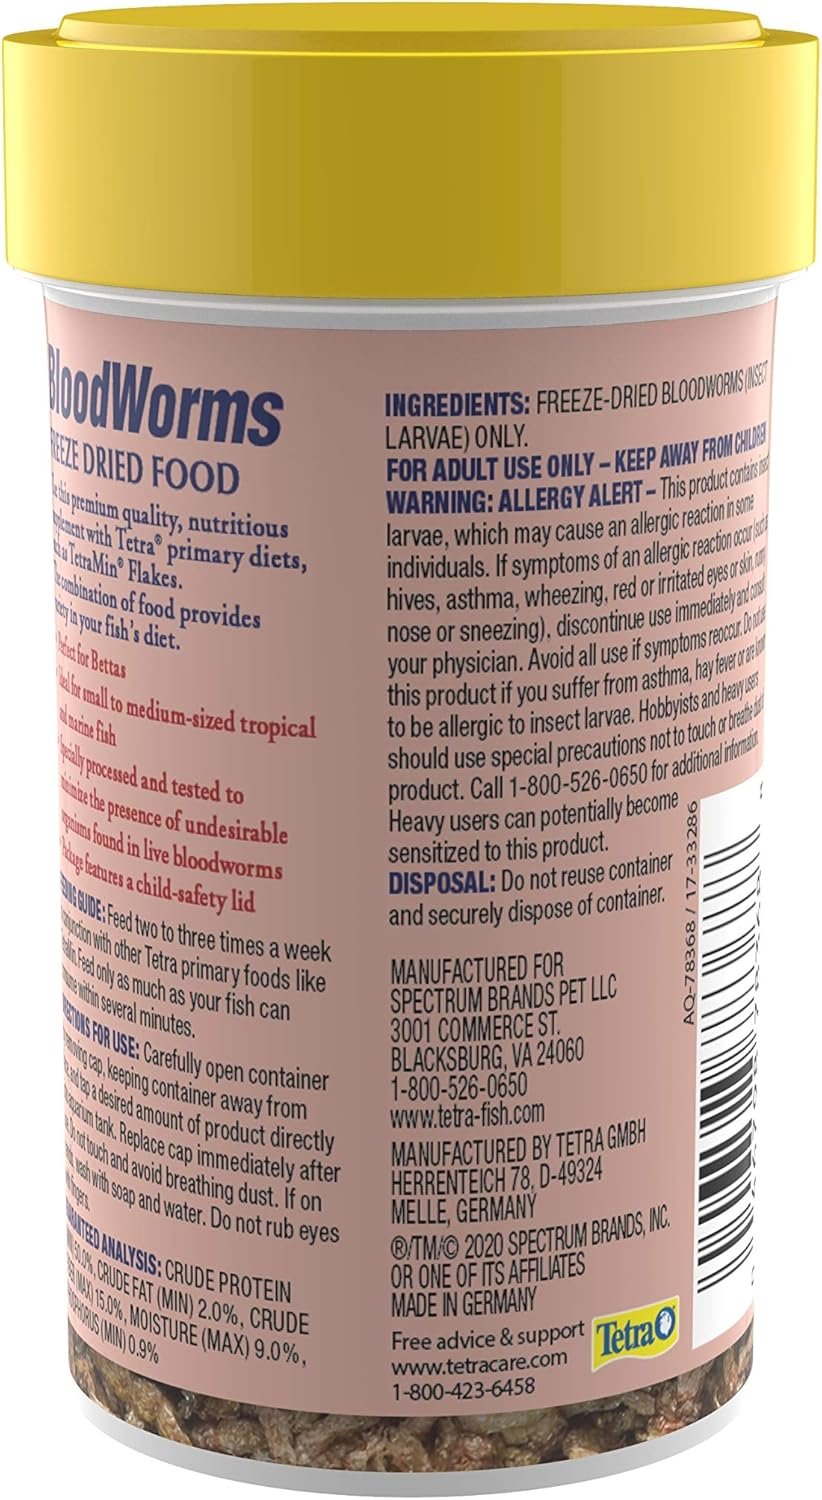 BloodWorms
FREEZE DRIED FOOD
this premium quality, nutritious
supplement with Tetra® primary diets,
such as TetraMin® Flakes.
The combination of food provides
variety in your fish's diet.
Perfect for Bettas
Ideal for small to medium-sized tropical
and marine fish
Specially processed and tested to
minimize the presence of undesirable
organisms found in live bloodworms
Package features a child-safety lid
FEEDING GUIDE: Feed two to three times a week
conjunction with other Tetra primary foods like
Feed only as much as your fish can
consume within several minutes.
DIRECTIONS FOR USE: Carefully open container
removing cap, keeping container away from
and tap a desired amount of product directly
aquarium tank. Replace cap immediately after
Do not touch and avoid breathing dust. If on
wash with soap and water. Do not rub eyes
fingers.
GUARANTEED ANALYSIS: CRUDE PROTEIN
50.0%, CRUDE FAT (MIN) 2.0%, CRUDE
(MAX) 15.0%, MOISTURE (MAX) 9.0%,
PHOSPHORUS (MIN) 0.9%
INGREDIENTS: FREEZE-DRIED BLOODWORMS (INSECT
LARVAE) ONLY.
FOR ADULT USE ONLY – KEEP AWAY FROM CHILDREN
WARNING: ALLERGY ALERT – This product contains insect
larvae, which may cause an allergic reaction in some
individuals. If symptoms of an allergic reaction occur (such as
hives, asthma, wheezing, red or irritated eyes or skin, runny
nose or sneezing), discontinue use immediately and consult
your physician. Avoid all use if symptoms reoccur. Do not use
this product if you suffer from asthma, hay fever or are known
to be allergic to insect larvae. Hobbyists and heavy users
should use special precautions not to touch or breathe dust of
product. Call 1-800-526-0650 for additional information.
Heavy users can potentially become
sensitized to this product.
DISPOSAL: Do not reuse container
and securely dispose of container.
MANUFACTURED FOR
SPECTRUM BRANDS PET LLC
3001 COMMERCE ST.
BLACKSBURG, VA 24060
1-800-526-0650
www.tetra-fish.com
MANUFACTURED BY TETRA GMBH
HERRENTEICH 78, D-49324
MELLE, GERMANY
®/TM/© 2020 SPECTRUM BRANDS, INC.
OR ONE OF ITS AFFILIATES
MADE IN GERMANY
Free advice & support
www.tetracare.com
1-800-423-6458
Tetra
AQ-78368 / 17-33286